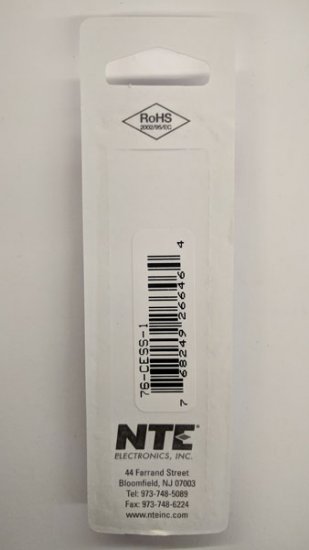 RoHS
2002/95/EC
76-CESS-1
7 68249 26646 4
NTE®
ELECTRONICS, INC.
44 Farrand Street
Bloomfield, NJ 07003
Tel: 973-748-5089
Fax: 973-748-6224
www.nteinc.com